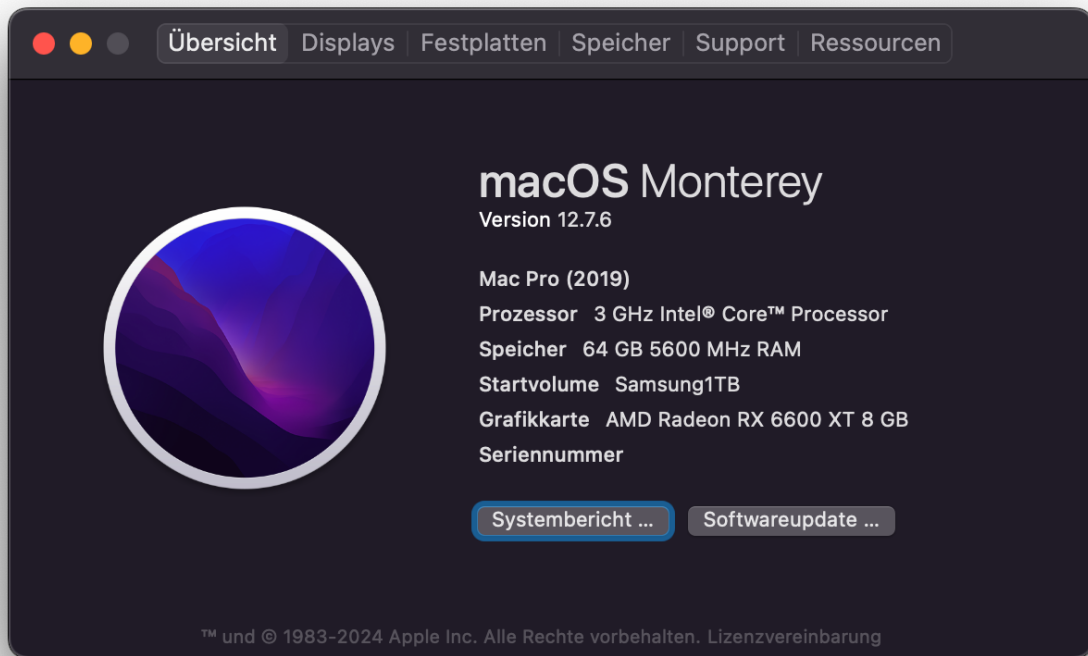 Übersicht Displays Festplatten Speicher Support Ressourcen
macOS Monterey
Version 12.7.6
Mac Pro (2019)
Prozessor 3 GHz Intel® Core™ Processor
Speicher 64 GB 5600 MHz RAM
Startvolume Samsung1TB
Grafikkarte AMD Radeon RX 6600 XT 8 GB
Seriennummer
Systembericht ... Softwareupdate ...
™ und © 1983-2024 Apple Inc. Alle Rechte vorbehalten. Lizenzvereinbarung